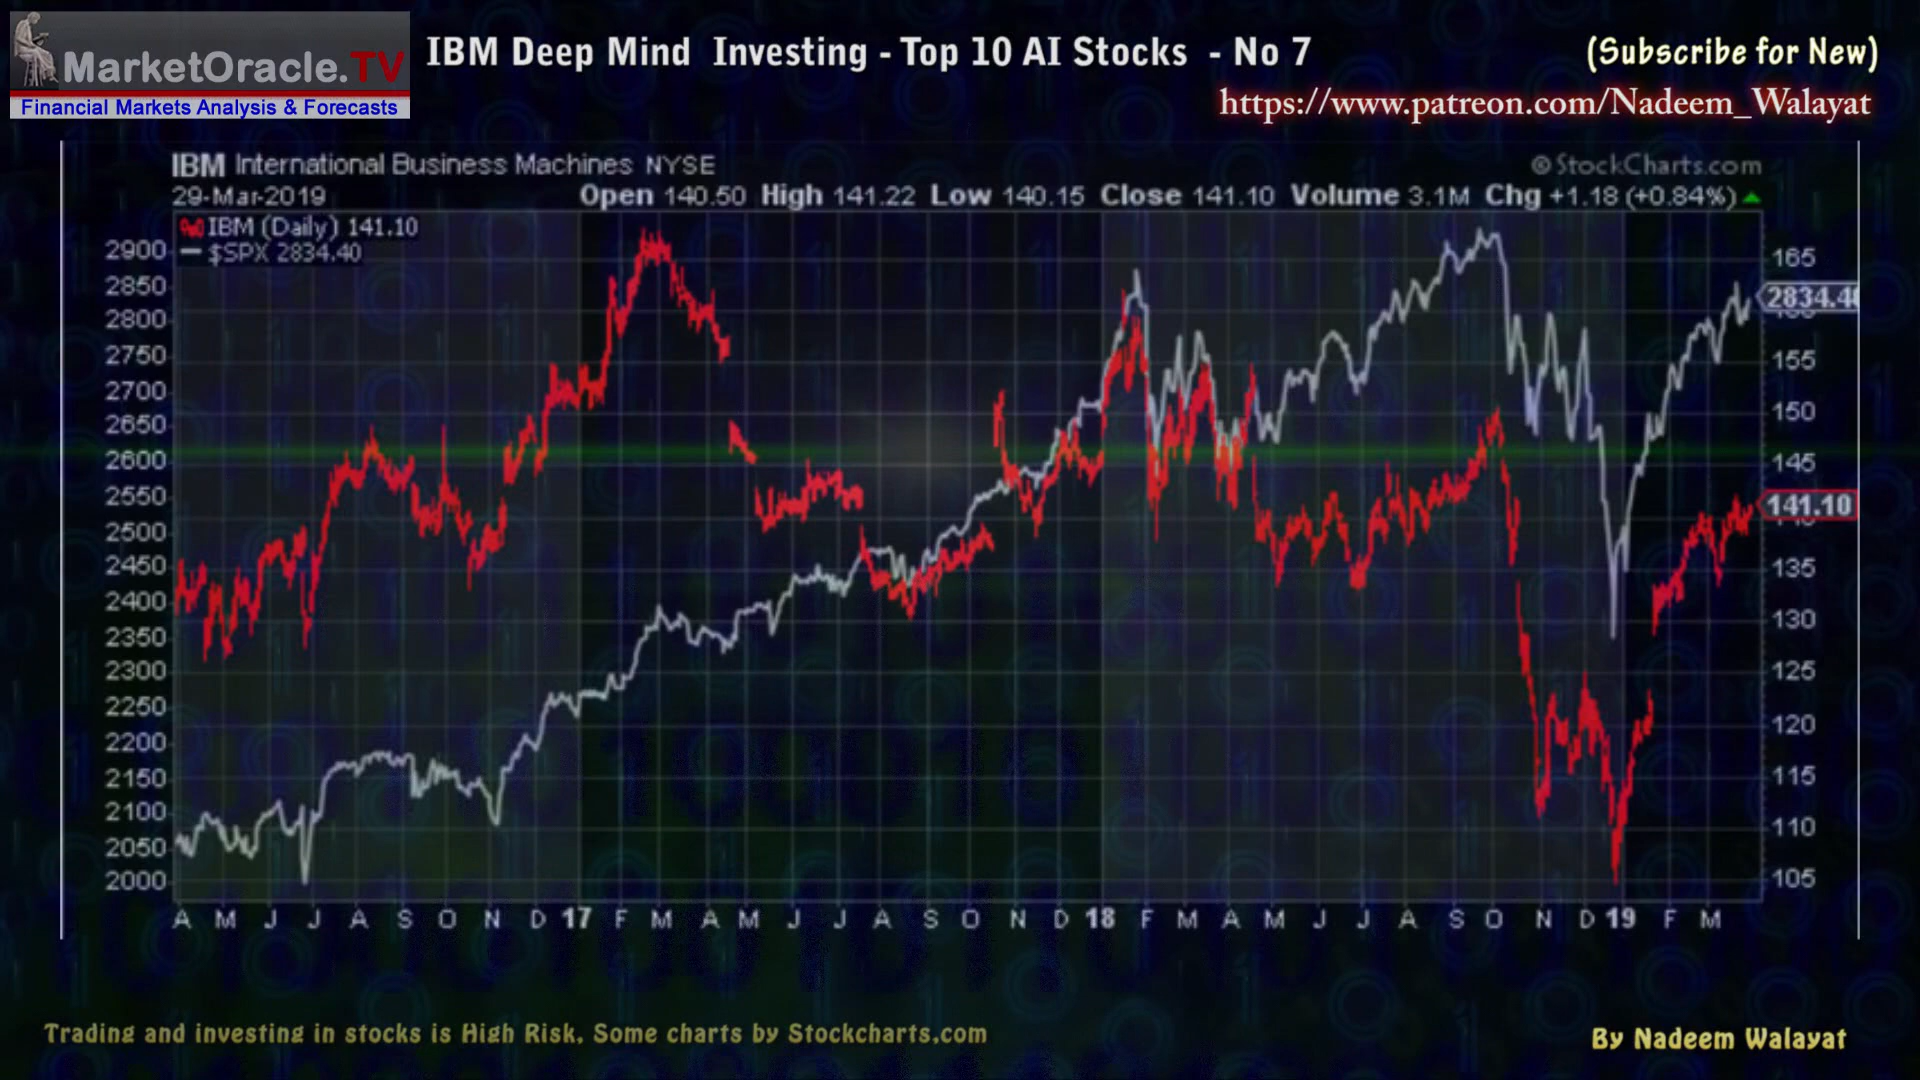 MarketOracle.TV
Financial Markets Analysis & Forecasts
IBM Deep Mind Investing - Top 10 AI Stocks - No 7
(Subscribe for New)
https://www.patreon.com/Nadeem_Walayat
IBM International Business Machines NYSE
© StockCharts.com
29-Mar-2019
Open 140.50 High 141.22 Low 140.15 Close 141.10 Volume 3.1M Chg +1.18 (+0.84%)
IBM (Daily) 141.10
$SPX 2834.40
2900
2850
2800
2750
2700
2650
2600
2550
2500
2450
2400
2350
2300
2250
2200
2150
2100
2050
2000
165
2834.40
155
150
145
141.10
135
130
125
120
115
110
105
A M J J A S O N D 17 F M A M J J A S O N D 18 F M A M J J A S O N D 19 F M
Trading and investing in stocks is High Risk, Some charts by Stockcharts.com
By Nadeem Walayat